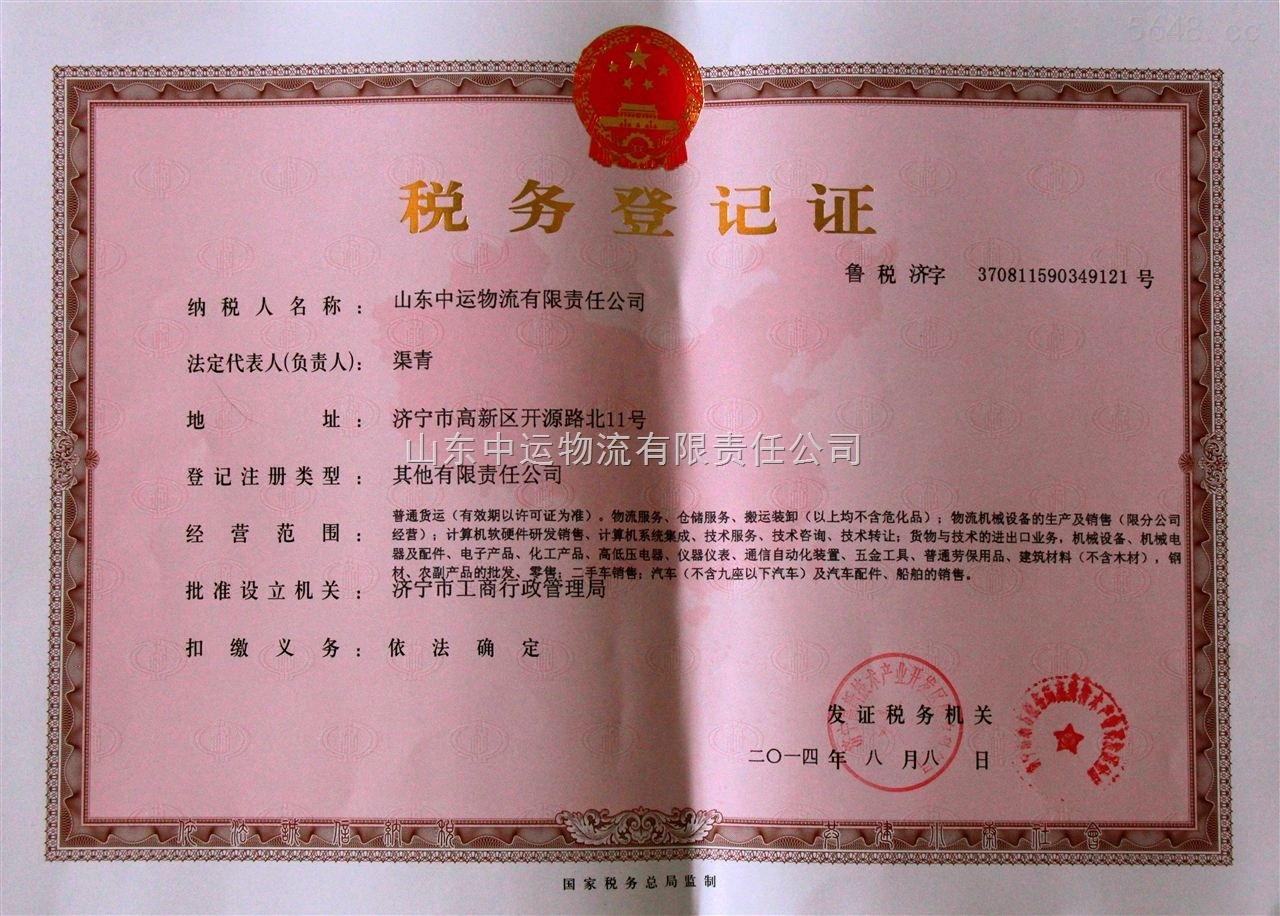 5648.cc
税务登记证
鲁税 济字 370811590349121 号
纳税人名称： 山东中运物流有限责任公司
法定代表人(负责人)： 渠青
地址： 济宁市高新区开源路北11号
山东中运物流有限责任公司
登记注册类型： 其他有限责任公司
经营范围： 普通货运（有效期以许可证为准）。物流服务、仓储服务、搬运装卸（以上均不含危化品）；物流机械设备的生产及销售（限分公司
经营）；计算机软硬件研发销售、计算机系统集成、技术服务、技术咨询、技术转让；货物与技术的进出口业务，机械设备、机械电
器及配件、电子产品、化工产品、高低压电器、仪器仪表、通信自动化装置、五金工具、普通劳保用品、建筑材料（不含木材），钢
材、农副产品的批发、零售；二手车销售；汽车（不含九座以下汽车）及汽车配件、船舶的销售。
批准设立机关： 济宁市工商行政管理局
扣缴义务： 依法确定
发证税务机关
二〇一四年八月八日
依法诚信纳税
共建小康社会
国家税务总局监制